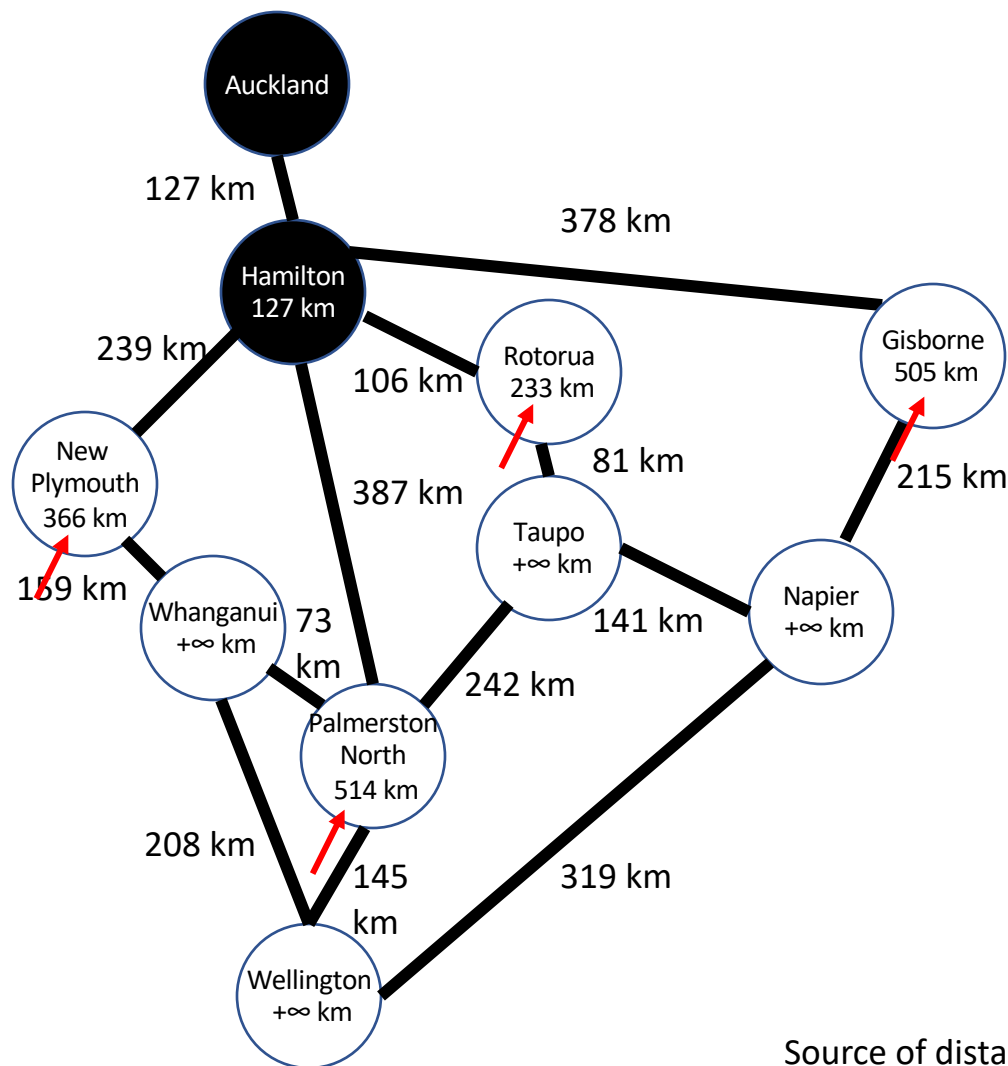 Auckland
127 km
378 km
Hamilton
127 km
Gisborne
505 km
239 km
Rotorua
233 km
106 km
New
Plymouth
366 km
387 km
81 km
215 km
Taupo
+∞ km
159 km
Whanganui
+∞ km
73
km
141 km
Napier
+∞ km
242 km
Palmerston
North
514 km
208 km
145
km
319 km
Wellington
+∞ km
Source of dista